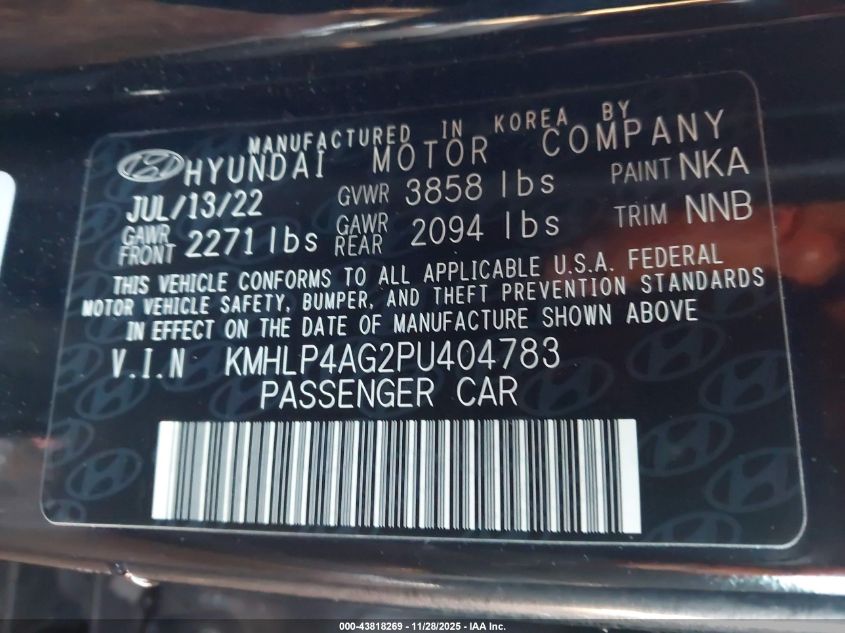 MANUFACTURED IN KOREA BY
HYUNDAI MOTOR COMPANY
JUL/13/22 GVWR 3858 lbs PAINT NKA
GAWR FRONT 2271 lbs GAWR REAR 2094 lbs TRIM NNB
THIS VEHICLE CONFORMS TO ALL APPLICABLE U.S.A. FEDERAL
MOTOR VEHICLE SAFETY, BUMPER, AND THEFT PREVENTION STANDARDS
IN EFFECT ON THE DATE OF MANUFACTURE SHOWN ABOVE
V.I.N KMHLP4AG2PU404783
PASSENGER CAR
000-43818269 | 11/28/2025 - IAA Inc.